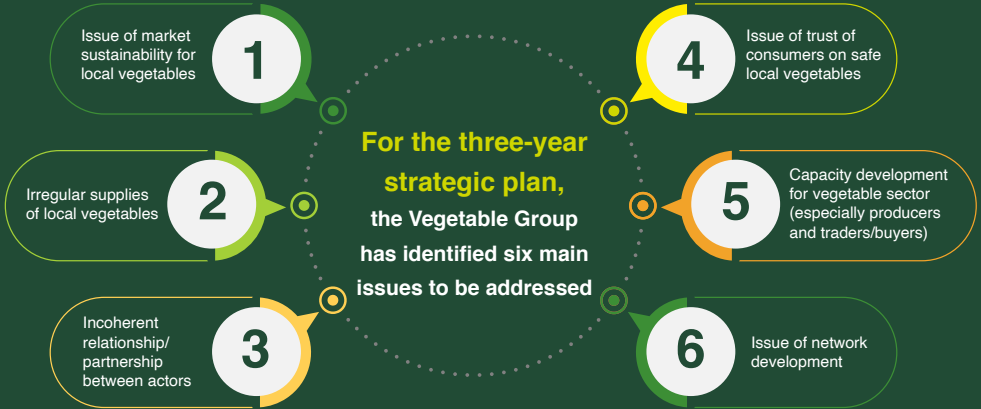 For the three-year
strategic plan,
the Vegetable Group
has identified six main
issues to be addressed
1
Issue of market
sustainability for
local vegetables
2
Irregular supplies
of local vegetables
3
Incoherent
relationship/
partnership
between actors
4
Issue of trust of
consumers on safe
local vegetables
5
Capacity development
for vegetable sector
(especially producers
and traders/buyers)
6
Issue of network
development